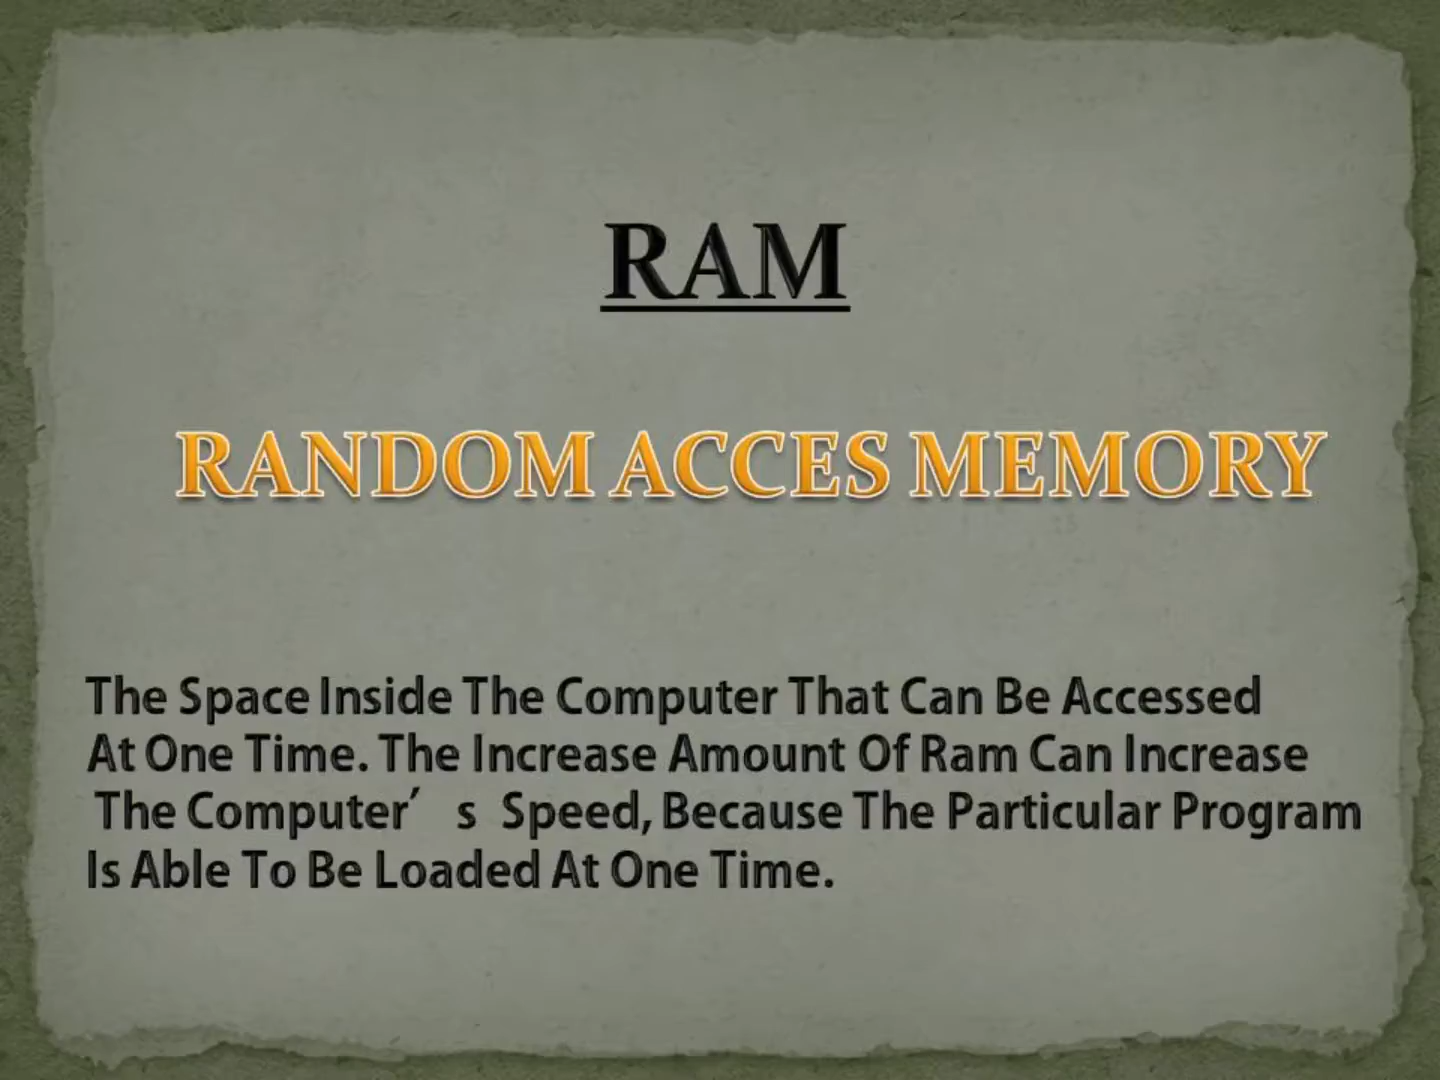 RAM
RANDOM ACCES MEMORY
The Space Inside The Computer That Can Be Accessed
At One Time. The Increase Amount Of Ram Can Increase
The Computer′ s Speed, Because The Particular Program
Is Able To Be Loaded At One Time.